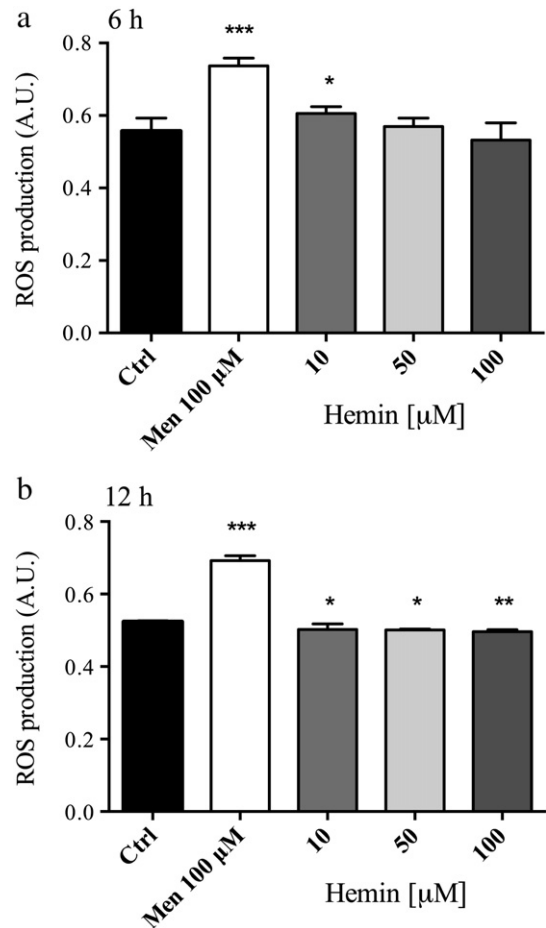 a
6 h
ROS production (A.U.)
0.8
0.6
0.4
0.2
0.0
***
*
Ctrl
Men 100 µM
10
50
100
Hemin [µM]
b
12 h
ROS production (A.U.)
0.8
0.6
0.4
0.2
0.0
***
*
*
**
Ctrl
Men 100 µM
10
50
100
Hemin [µM]